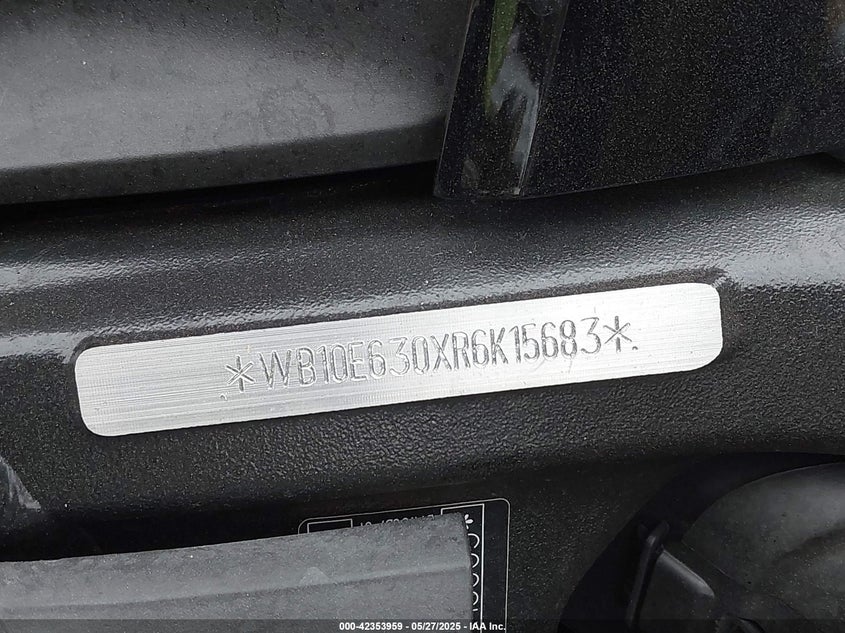 *WB10E630XR6K15683*
000-42353959 - 05/27/2025 - IAA Inc.